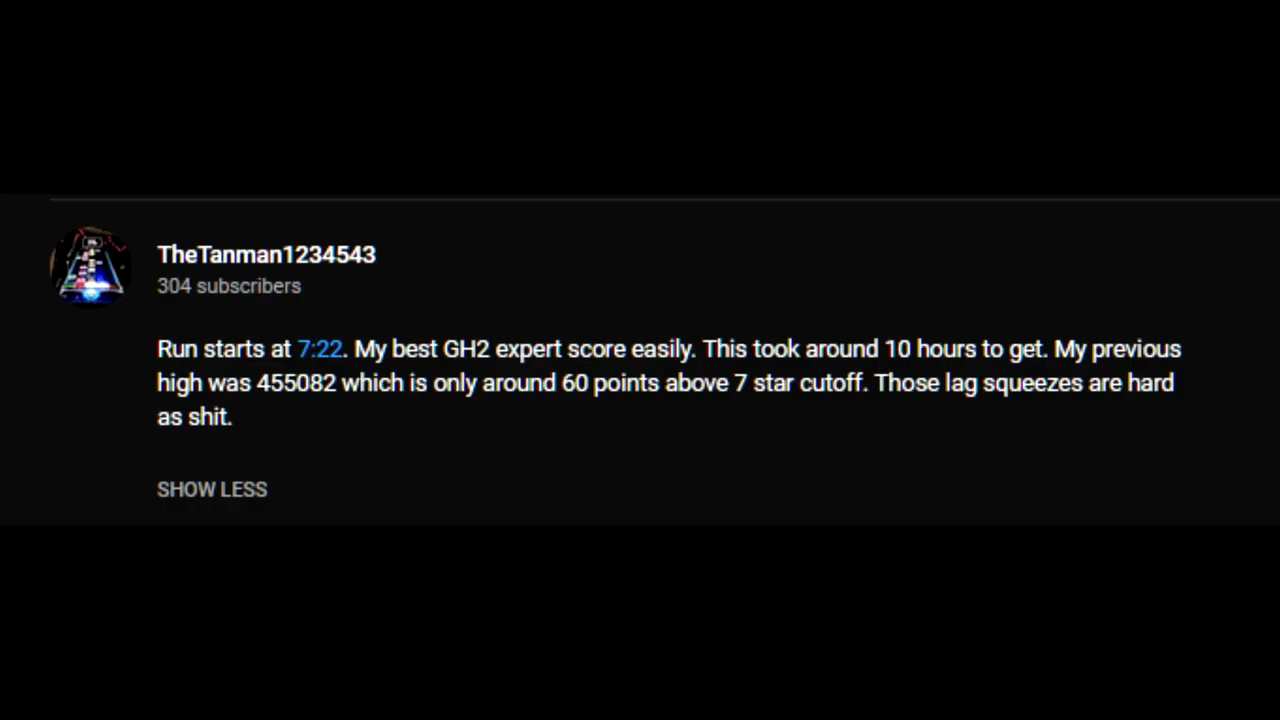 TheTanman1234543
304 subscribers
Run starts at 7:22. My best GH2 expert score easily. This took around 10 hours to get. My previous
high was 455082 which is only around 60 points above 7 star cutoff. Those lag squeezes are hard
as shit.
SHOW LESS